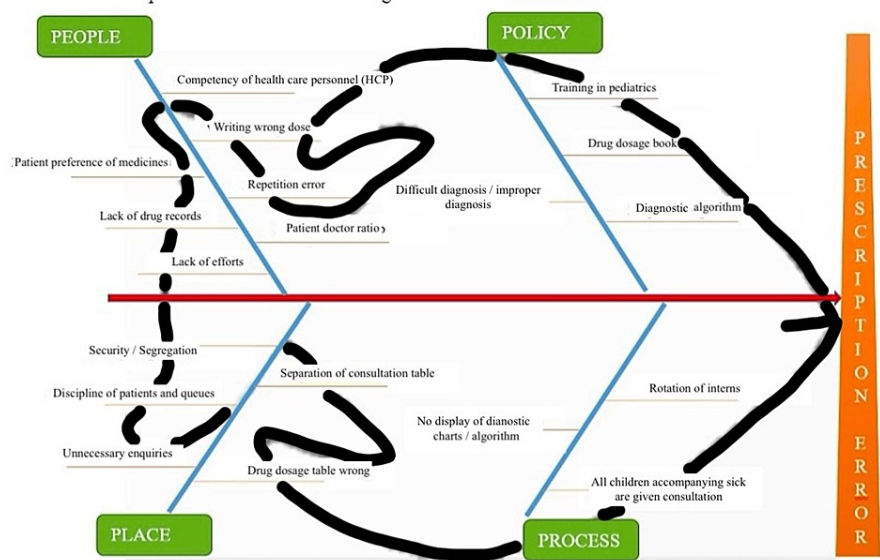 PEOPLE
POLICY
Competency of health care personnel (HCP)
Training in pediatrics
Writing wrong dose
Drug dosage book
Patient preference of medicines
Repetition error
Difficult diagnosis / improper
diagnosis
Diagnostic algorithm
Lack of drug records
Patient doctor ratio
Lack of efforts
PRESCRIPTION ERROR
Security / Segregation
Separation of consultation table
Discipline of patients and queues
Rotation of interns
No display of dianostic
charts / algorithm
Unnecessary enquiries
Drug dosage table wrong
All children accompanying sick
are given consultation
PLACE
PROCESS